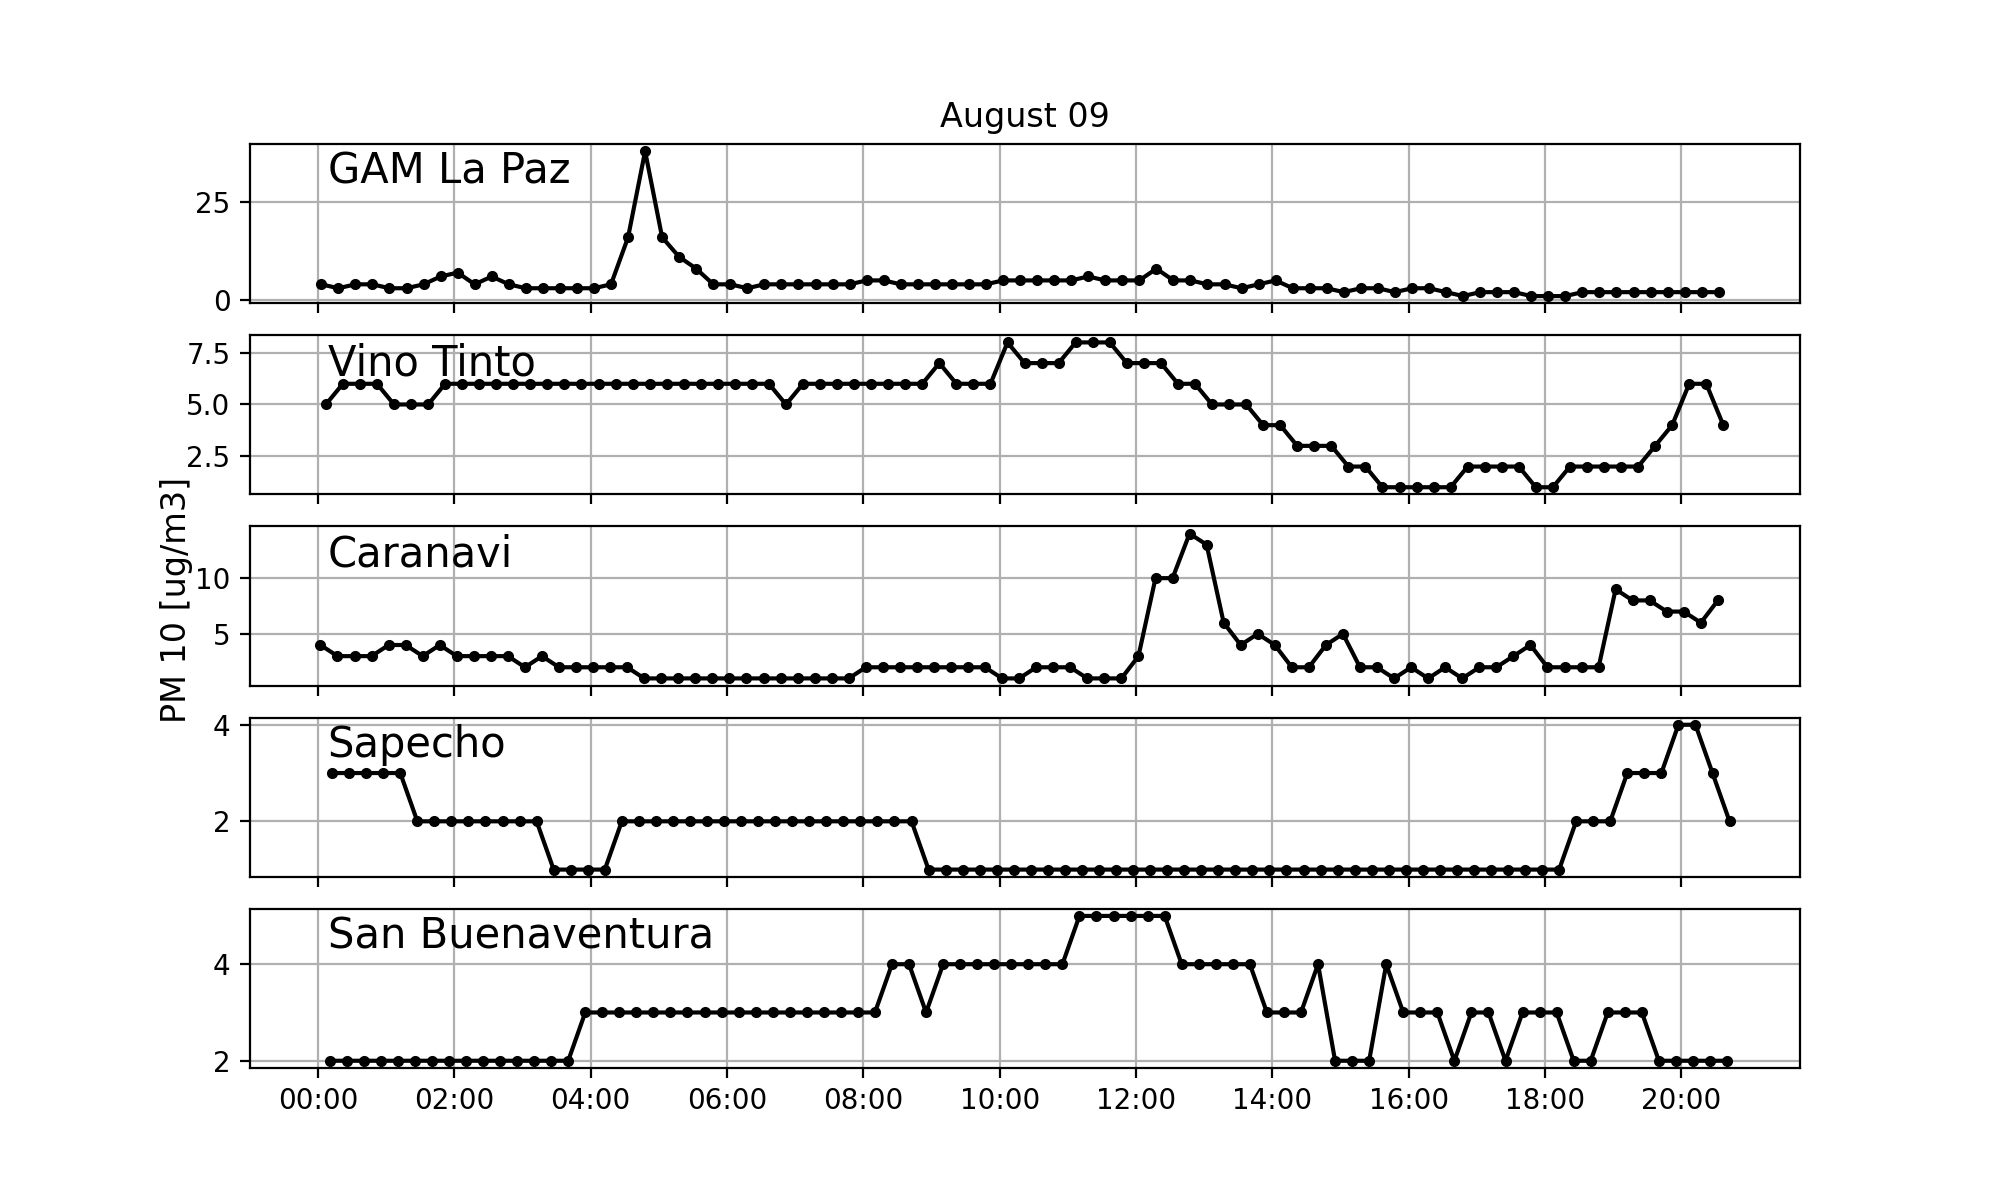 August 09
GAM La Paz
25
0
Vino Tinto
7.5
5.0
2.5
PM 10 [ug/m3]
Caranavi
10
5
Sapecho
4
2
San Buenaventura
4
2
00:00 02:00 04:00 06:00 08:00 10:00 12:00 14:00 16:00 18:00 20:00